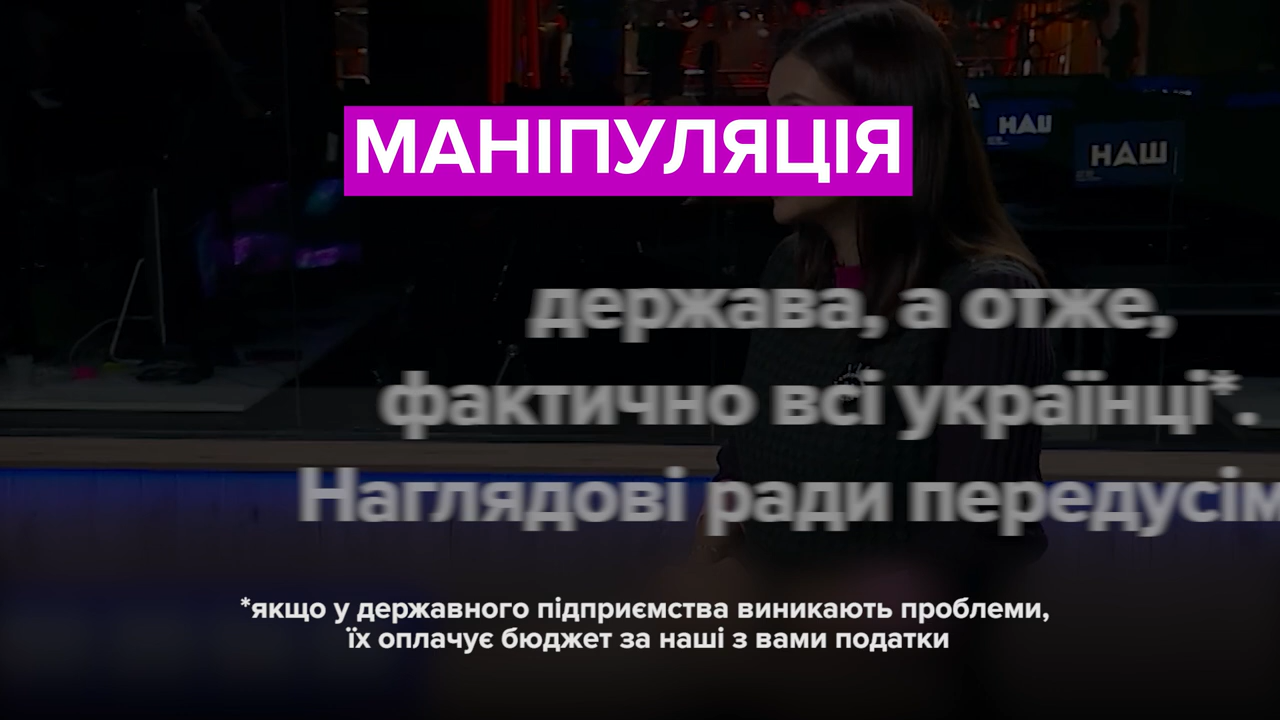 МАНІПУЛЯЦІЯ
НАШ
НАШ
держава, а отже,
фактично всі українці*.
Наглядові ради передусім
*якщо у державного підприємства виникають проблеми,
їх оплачує бюджет за наші з вами податки